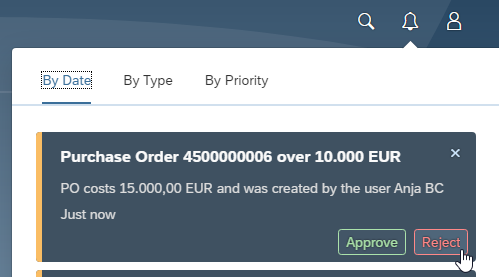 By Date By Type By Priority
Purchase Order 4500000006 over 10.000 EUR
PO costs 15.000,00 EUR and was created by the user Anja BC
Just now
Approve Reject